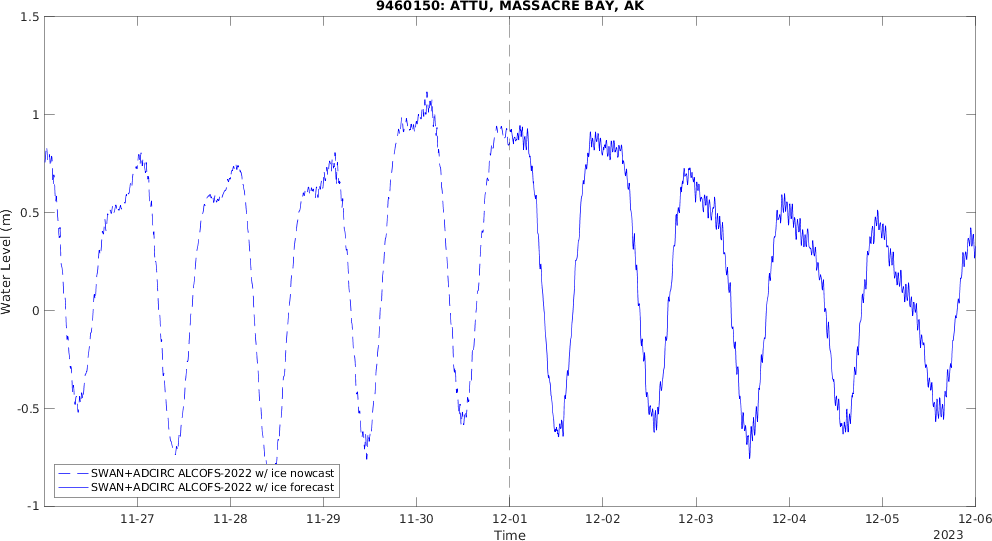 9460150: ATTU, MASSACRE BAY, AK
1.5
1
0.5
0
-0.5
-1
Water Level (m)
SWAN+ADCIRC ALCOFS-2022 w/ ice nowcast
SWAN+ADCIRC ALCOFS-2022 w/ ice forecast
11-27 11-28 11-29 11-30 12-01 12-02 12-03 12-04 12-05 12-06
Time
2023